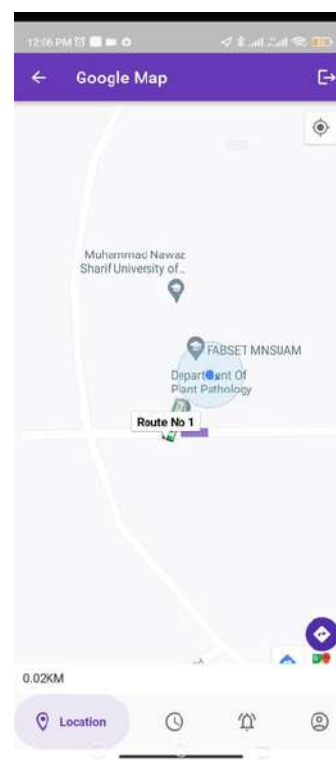 12:06 PM
Google Map
Muhammad Nawaz
Sharif University of..
FABSET MNSUAM
Department Of
Plant Pathology
Route No 1
0.02KM
Location